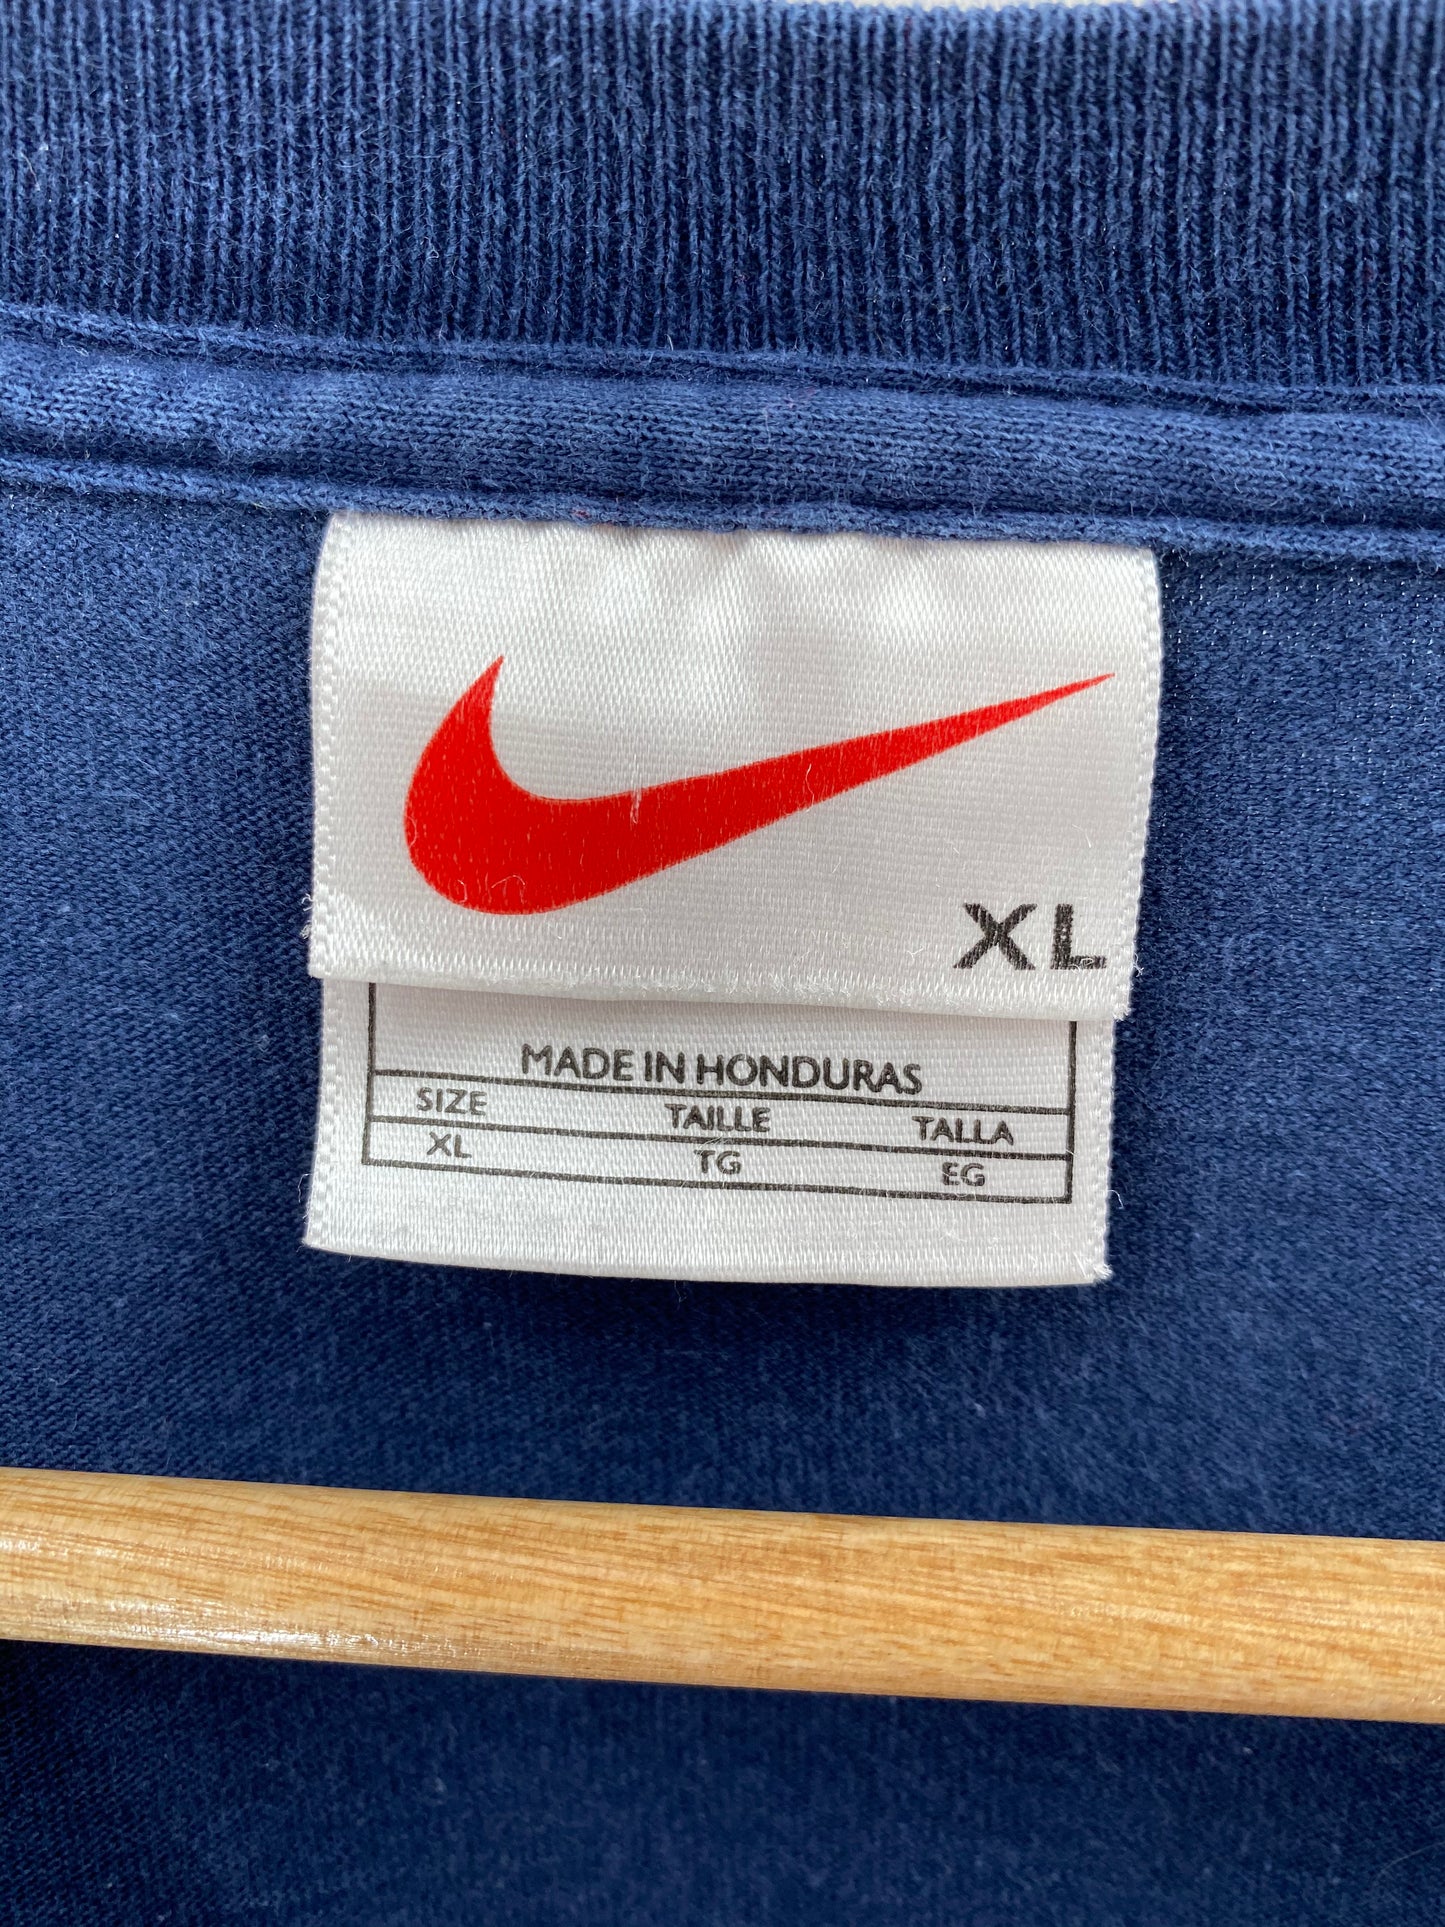 XL
MADE IN HONDURAS
SIZE TAILLE TALLA
XL TG EG